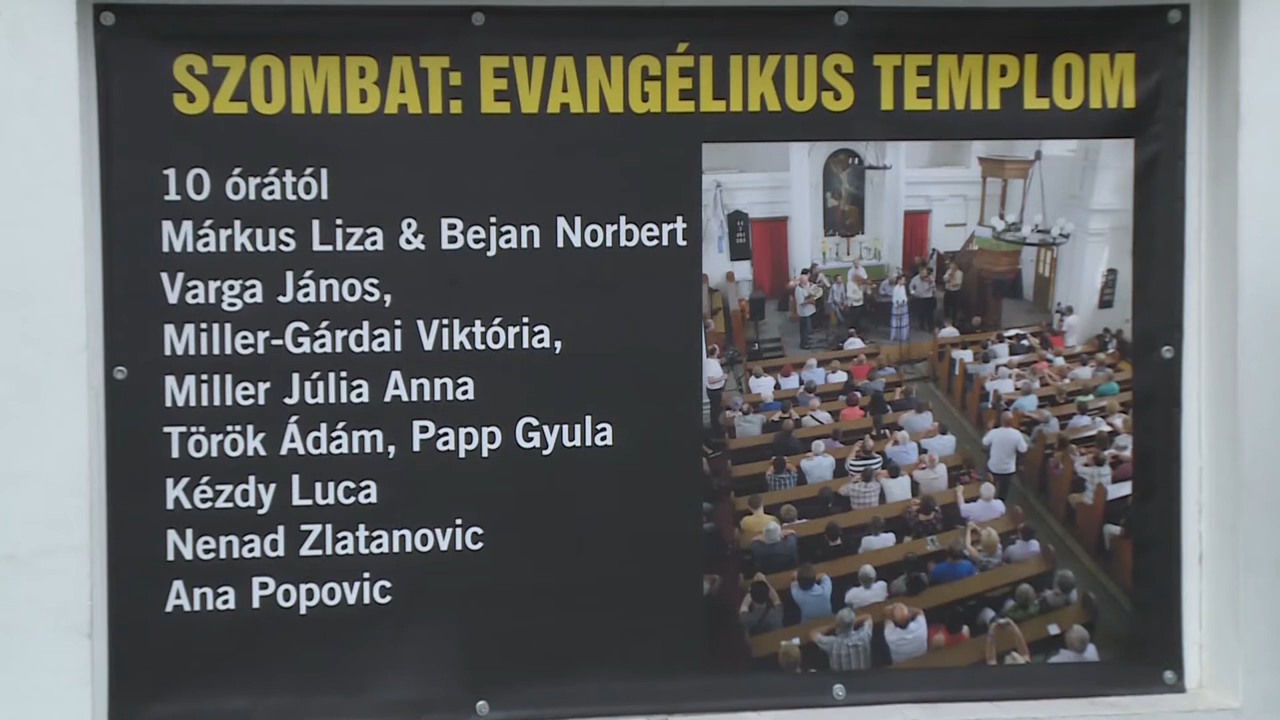 SZOMBAT: EVANGÉLIKUS TEMPLOM
10 órától
Márkus Liza & Bejan Norbert
Varga János,
Miller-Gárdai Viktória,
Miller Júlia Anna
Török Ádám, Papp Gyula
Kézdy Luca
Nenad Zlatanovic
Ana Popovic